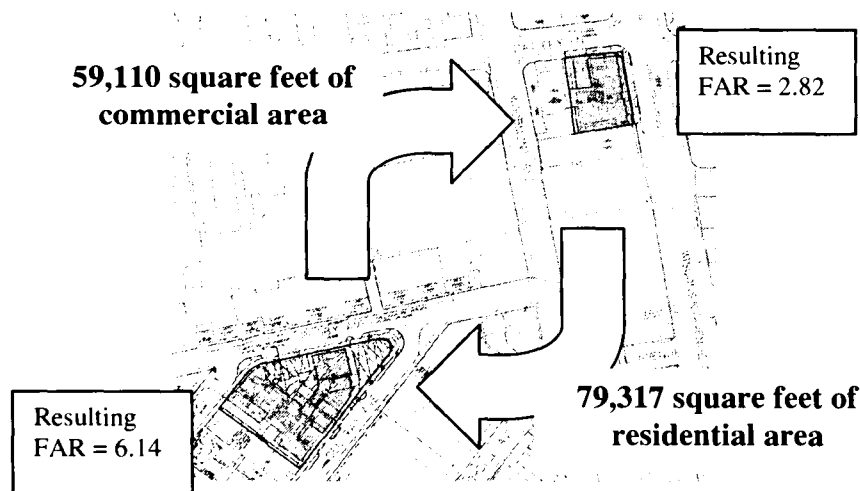 59,110 square feet of
commercial area
Resulting
FAR = 2.82
Resulting
FAR = 6.14
79,317 square feet of
residential area